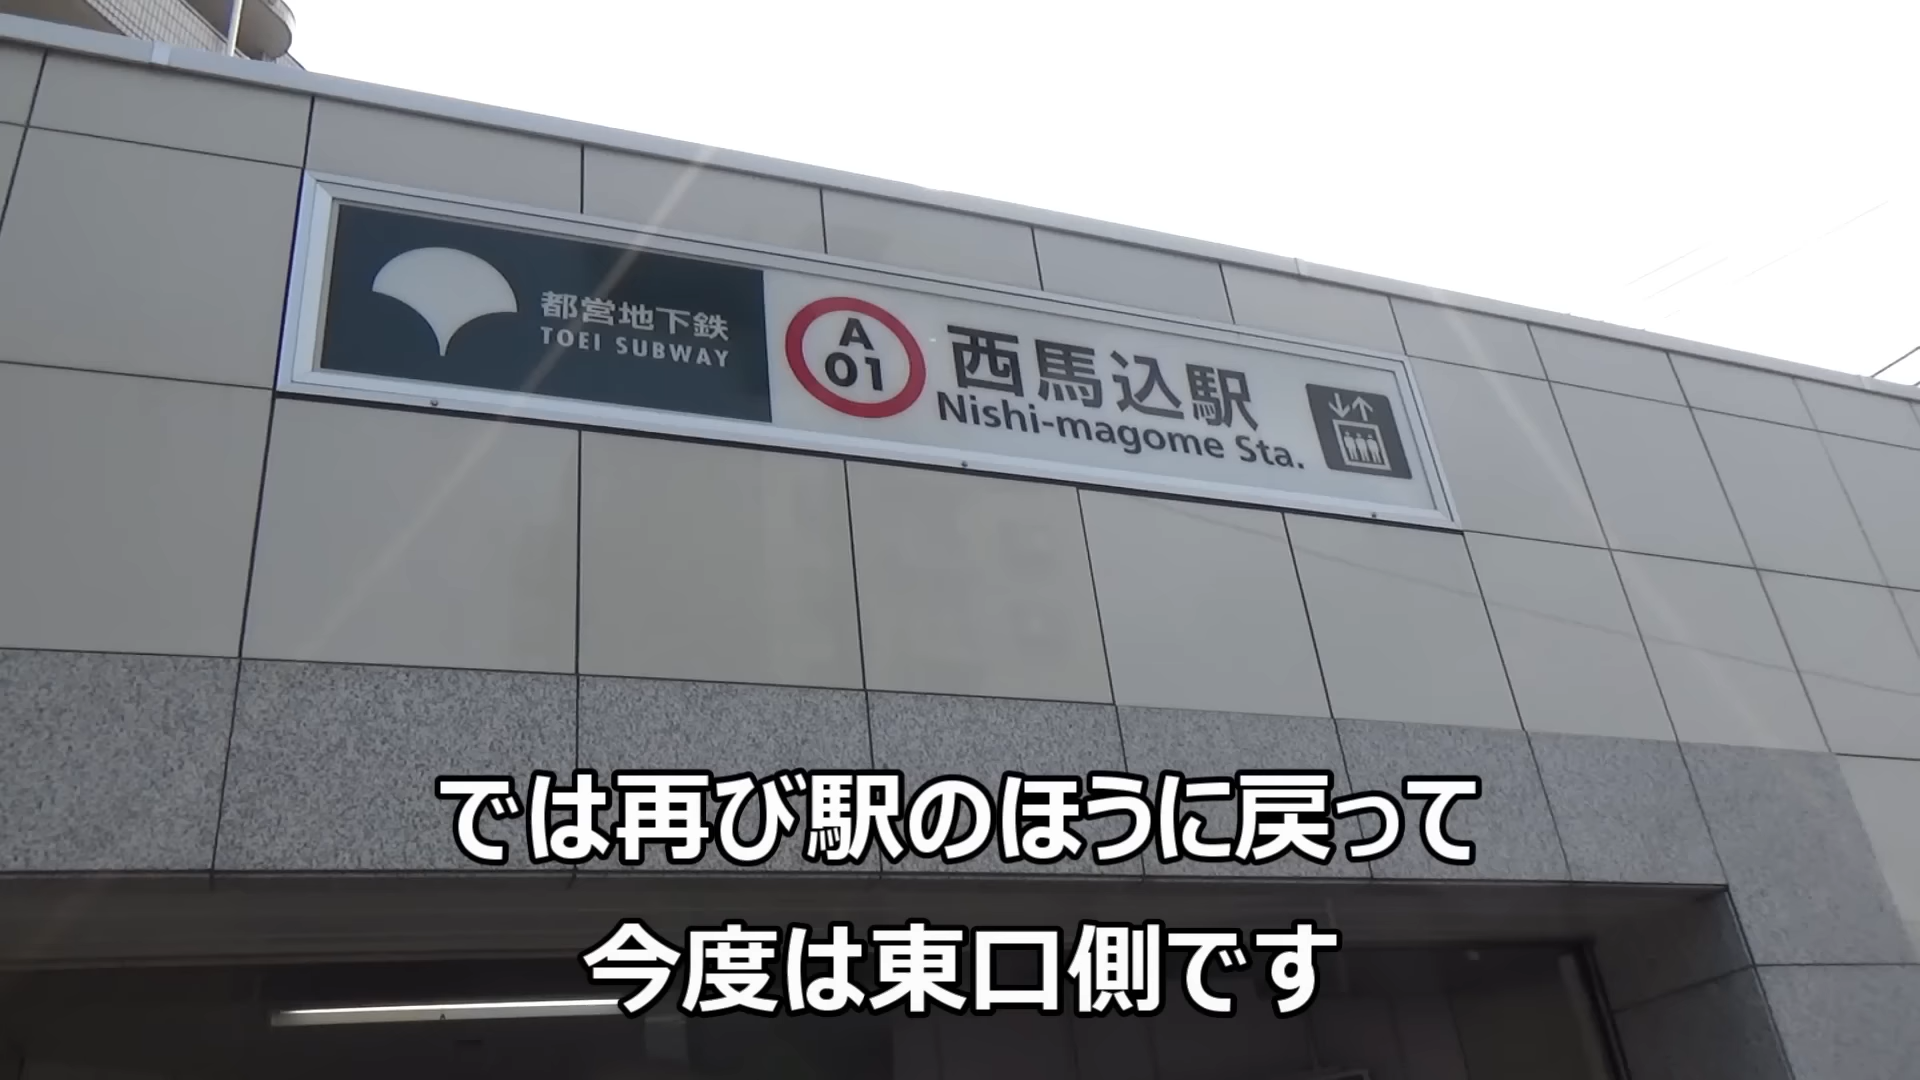 都営地下鉄
TOEI SUBWAY
A
01
西馬込駅
Nishi-magome Sta.
では再び駅のほうに戻って
今度は東口側です